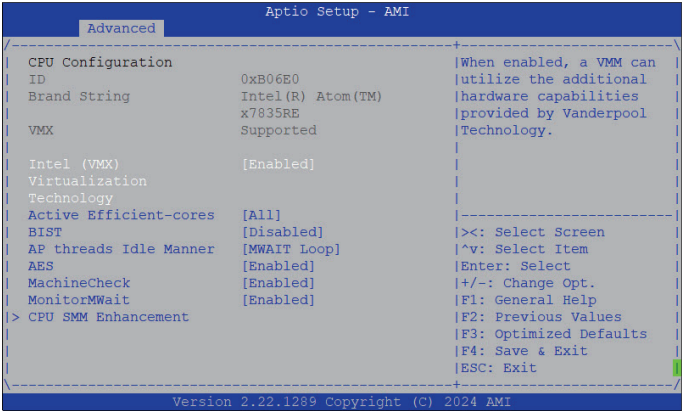 Aptio Setup - AMI
Advanced
CPU Configuration
ID 0xB06E0
Brand String Intel(R) Atom(TM)
x7835RE
VMX Supported
Intel (VMX) [Enabled]
Virtualization
Technology
Active Efficient-cores [All]
BIST [Disabled]
AP threads Idle Manner [MWAIT Loop]
AES [Enabled]
MachineCheck [Enabled]
MonitorMWait [Enabled]
> CPU SMM Enhancement
When enabled, a VMM can
utilize the additional
hardware capabilities
provided by Vanderpool
Technology.
><: Select Screen
^v: Select Item
Enter: Select
+/-: Change Opt.
F1: General Help
F2: Previous Values
F3: Optimized Defaults
F4: Save & Exit
ESC: Exit
Version 2.22.1289 Copyright (C) 2024 AMI